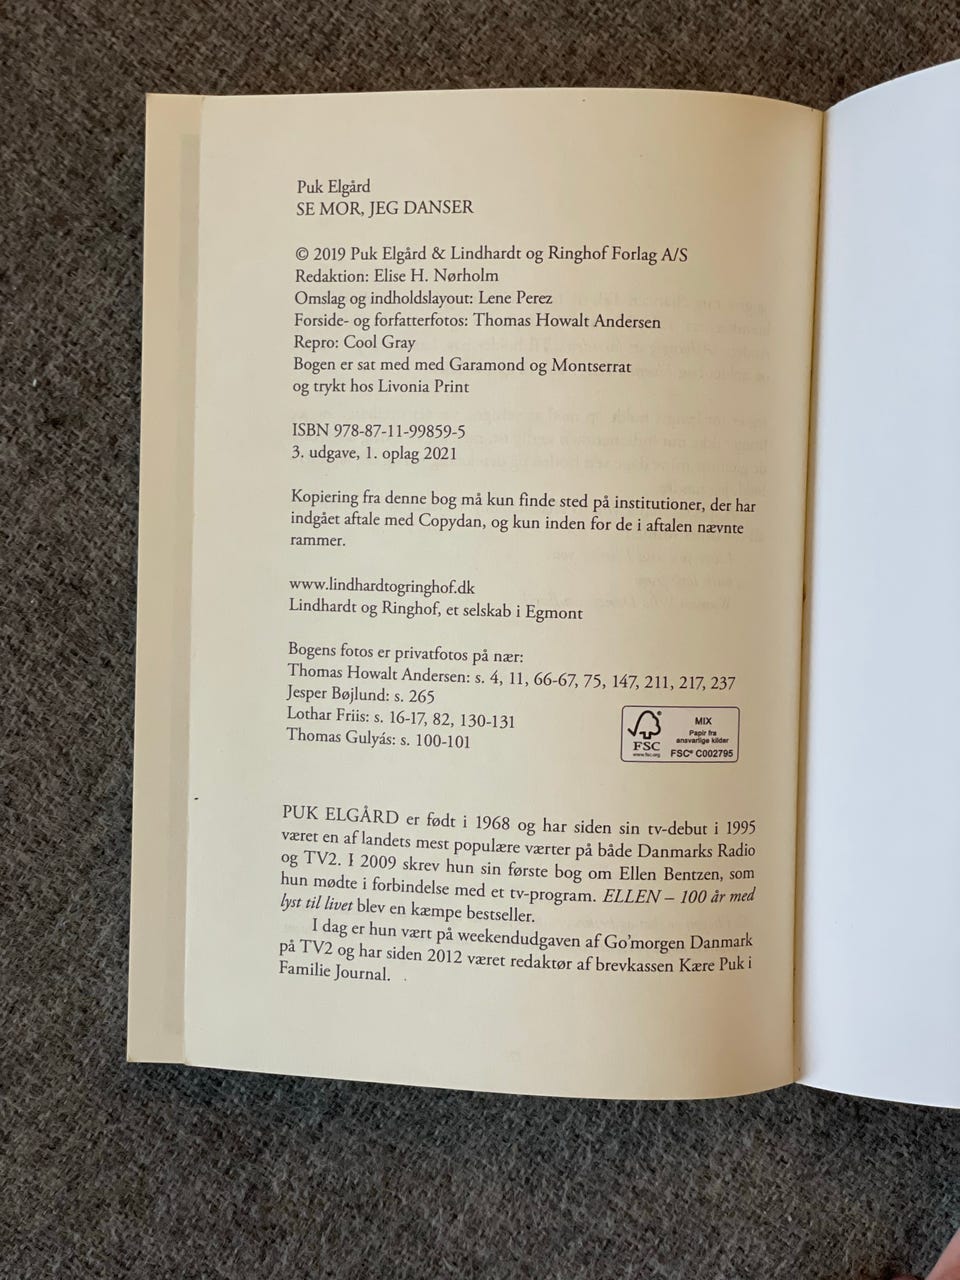 Puk Elgård
SE MOR, JEG DANSER
© 2019 Puk Elgård & Lindhardt og Ringhof Forlag A/S
Redaktion: Elise H. Nørholm
Omslag og indholdslayout: Lene Perez
Forside- og forfatterfotos: Thomas Howalt Andersen
Repro: Cool Gray
Bogen er sat med med Garamond og Montserrat
og trykt hos Livonia Print
ISBN 978-87-11-99859-5
3. udgave, 1. oplag 2021
Kopiering fra denne bog må kun finde sted på institutioner, der har
indgået aftale med Copydan, og kun inden for de i aftalen nævnte
rammer.
www.lindhardtogringhof.dk
Lindhardt og Ringhof, et selskab i Egmont
Bogens fotos er privatfotos på nær:
Thomas Howalt Andersen: s. 4, 11, 66-67, 75, 147, 211, 217, 237
Jesper Bøjlund: s. 265
Lothar Friis: s. 16-17, 82, 130-131
Thomas Gulyás: s. 100-101
FSC
www.fsc.org
MIX
Papir fra
ansvarlige kilder
FSC® C002795
PUK ELGÅRD er født i 1968 og har siden sin tv-debut i 1995
været en af landets mest populære værter på både Danmarks Radio
og TV2. I 2009 skrev hun sin første bog om Ellen Bentzen, som
hun mødte i forbindelse med et tv-program. ELLEN – 100 år med
lyst til livet blev en kæmpe bestseller.
I dag er hun vært på weekendudgaven af Go'morgen Danmark
på TV2 og har siden 2012 været redaktør af brevkassen Kære Puk i
Familie Journal.